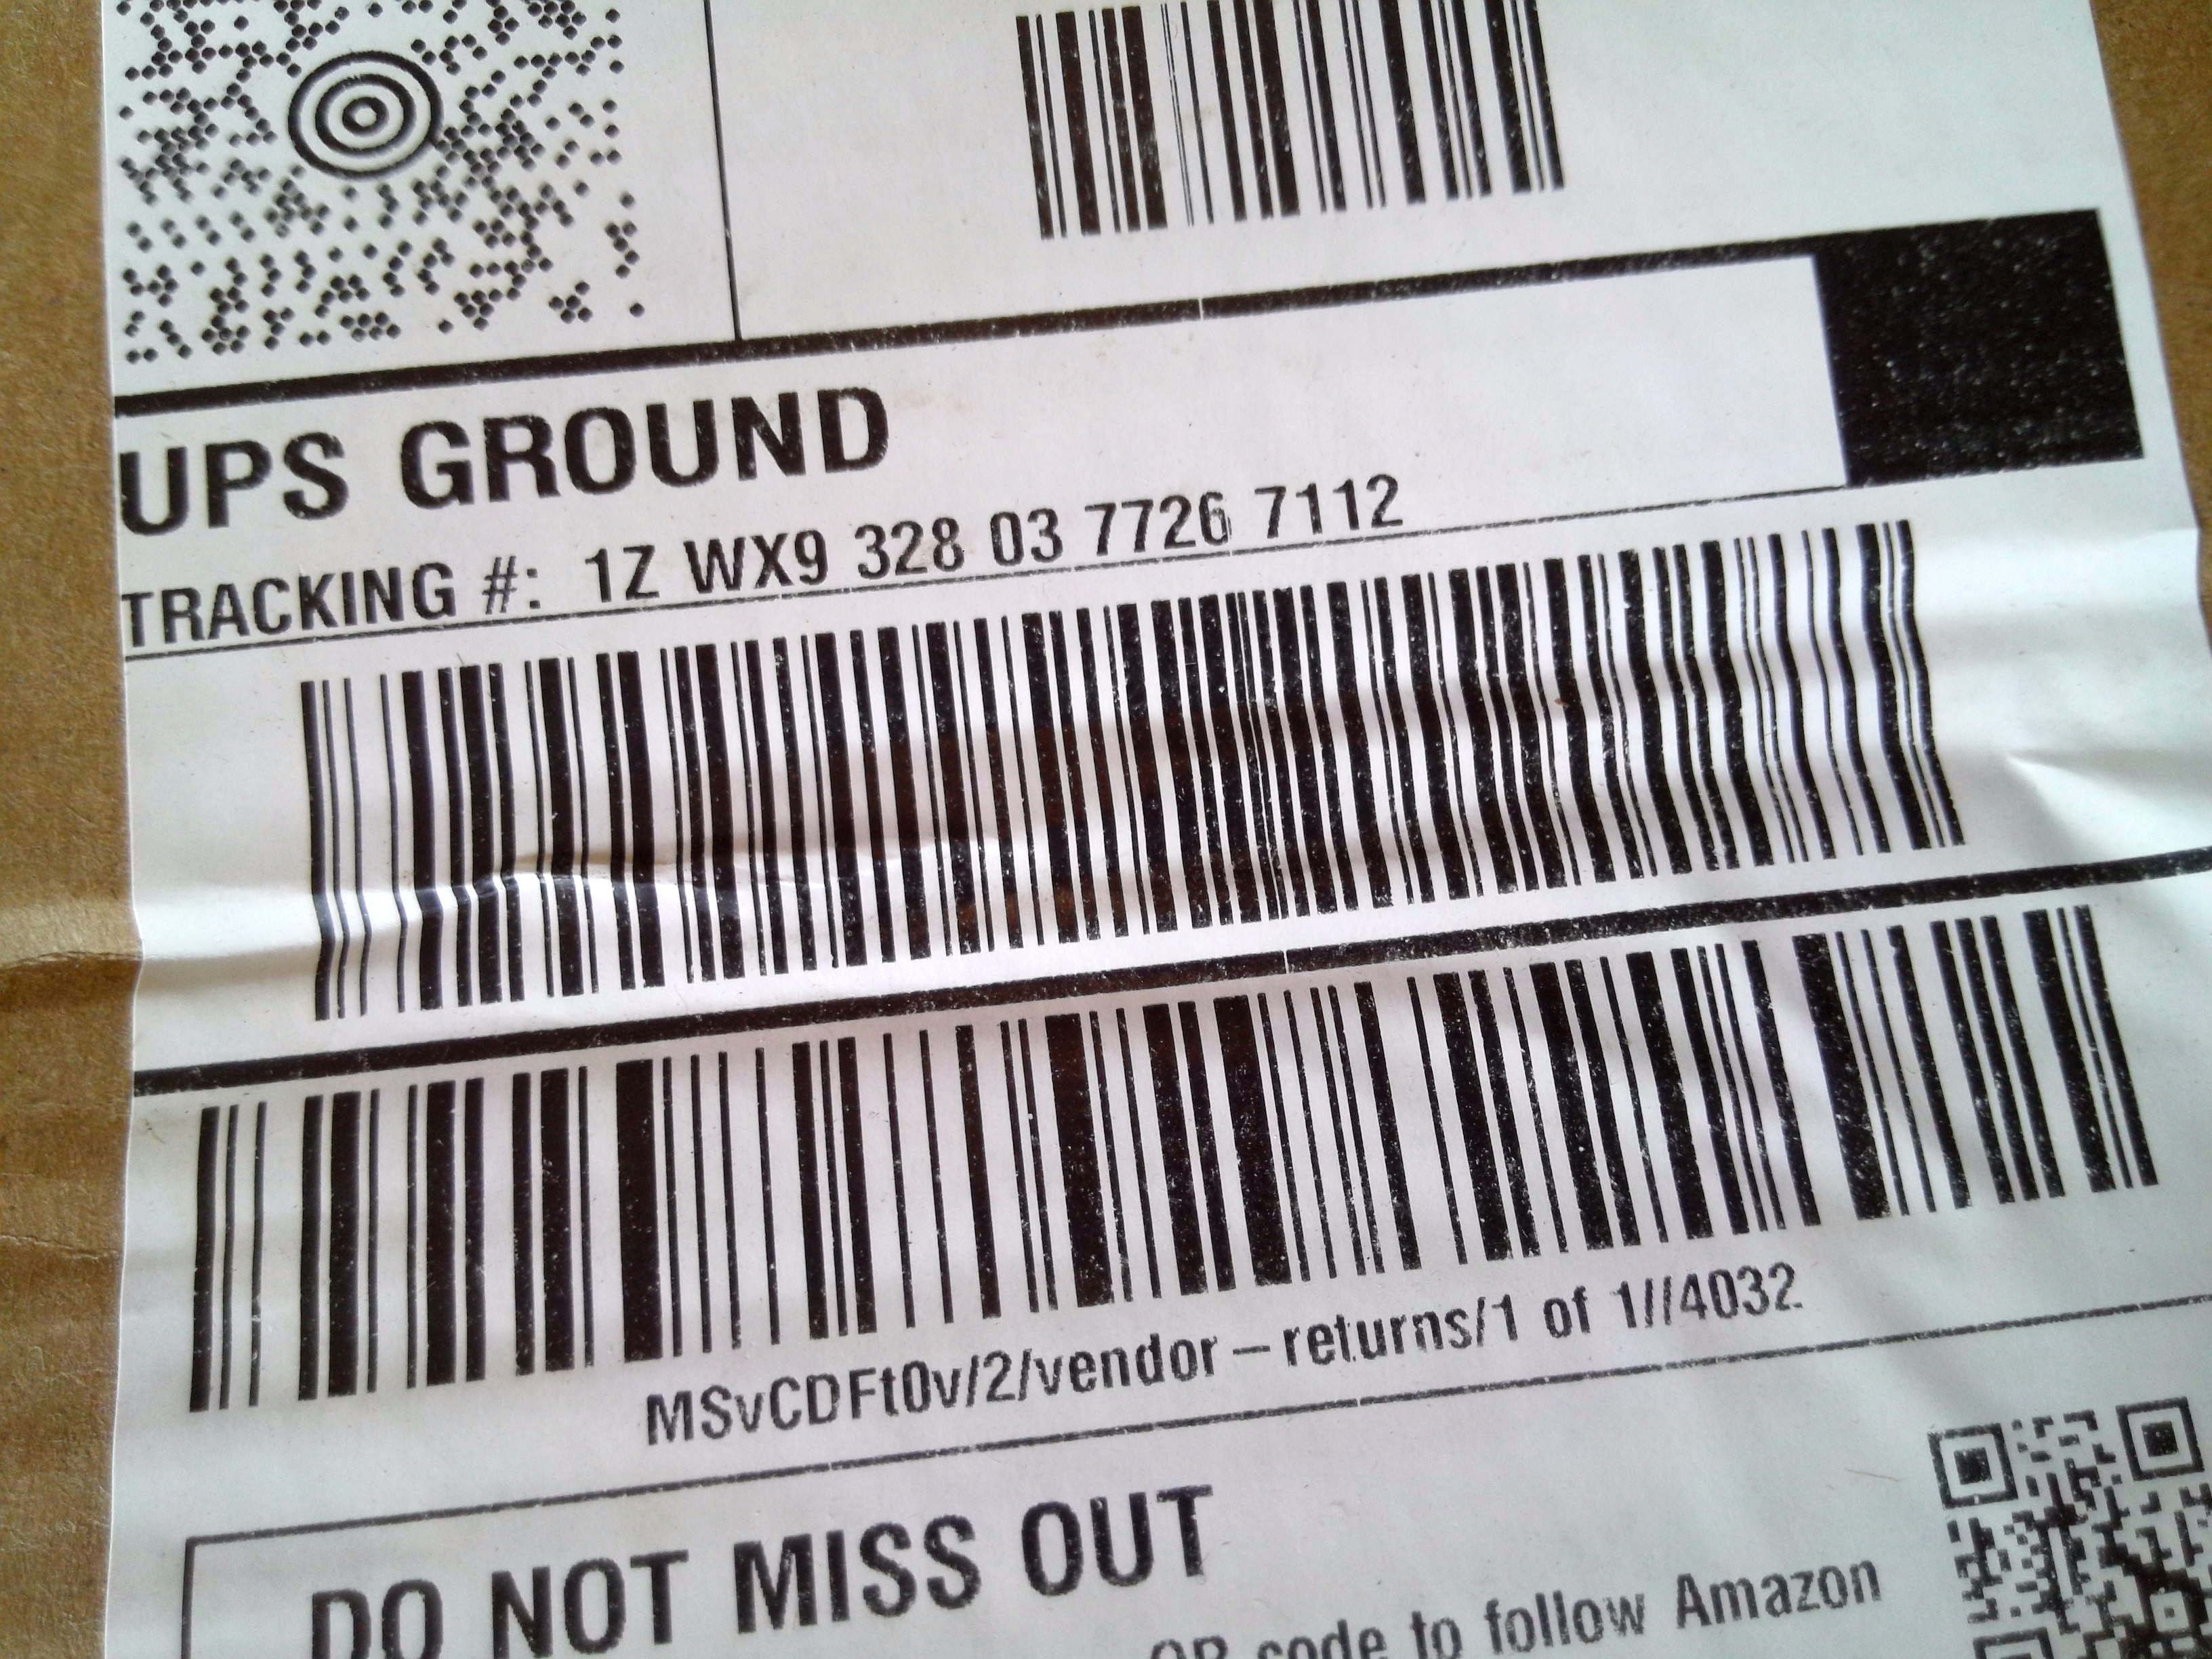 UPS GROUND
TRACKING #: 1Z WX9 328 03 7726 7112
MSvCDFt0v/2/vendor-returns/1 of 1//4032
DO NOT MISS OUT
QR code to follow Amazon